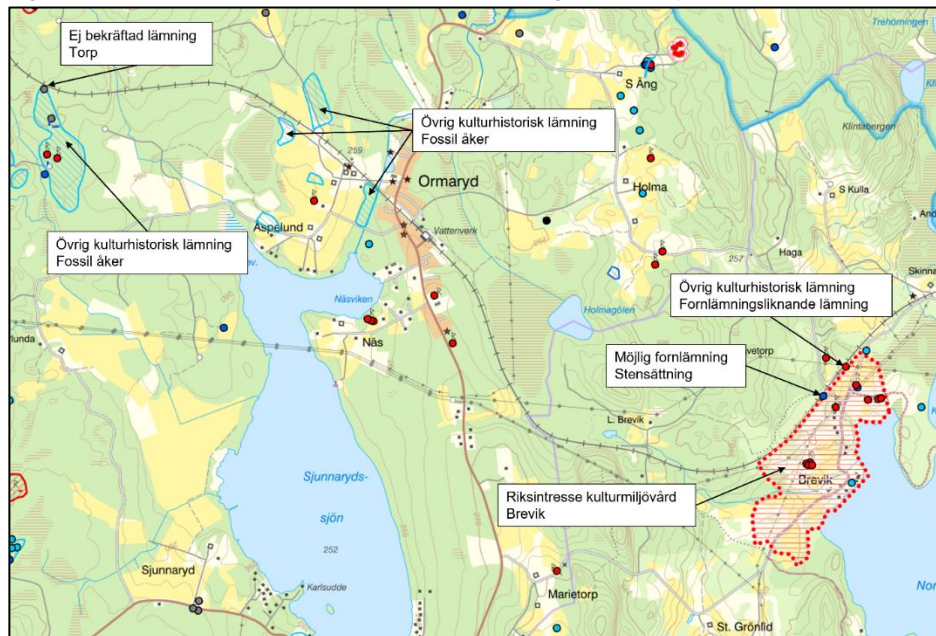 Ej bekräftad lämning
Torp
Övrig kulturhistorisk lämning
Fossil åker
Övrig kulturhistorisk lämning
Fossil åker
Övrig kulturhistorisk lämning
Fornlämningsliknande lämning
Möjlig fornlämning
Stensättning
Riksintresse kulturmiljövård
Brevik
Trehörningen
S Äng
Klintabergen
259
Ormaryd
Holma
S Kulla
Aspelund
Vattenverk
Haga
257
Skinna
Näsviken
Holmagölen
Näs
L. Brevik
Brevik
Sjunnaryds-
sjön
252
Sjunnaryd
Karlsudde
Marietorp
St. Grönlid